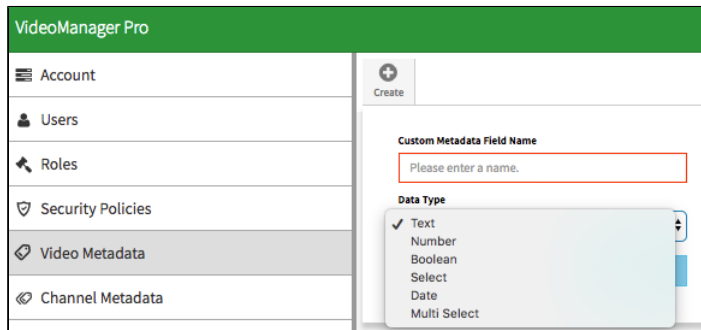 VideoManager Pro
Account
Users
Roles
Security Policies
Video Metadata
Channel Metadata
Create
Custom Metadata Field Name
Please enter a name.
Data Type
Text
Number
Boolean
Select
Date
Multi Select